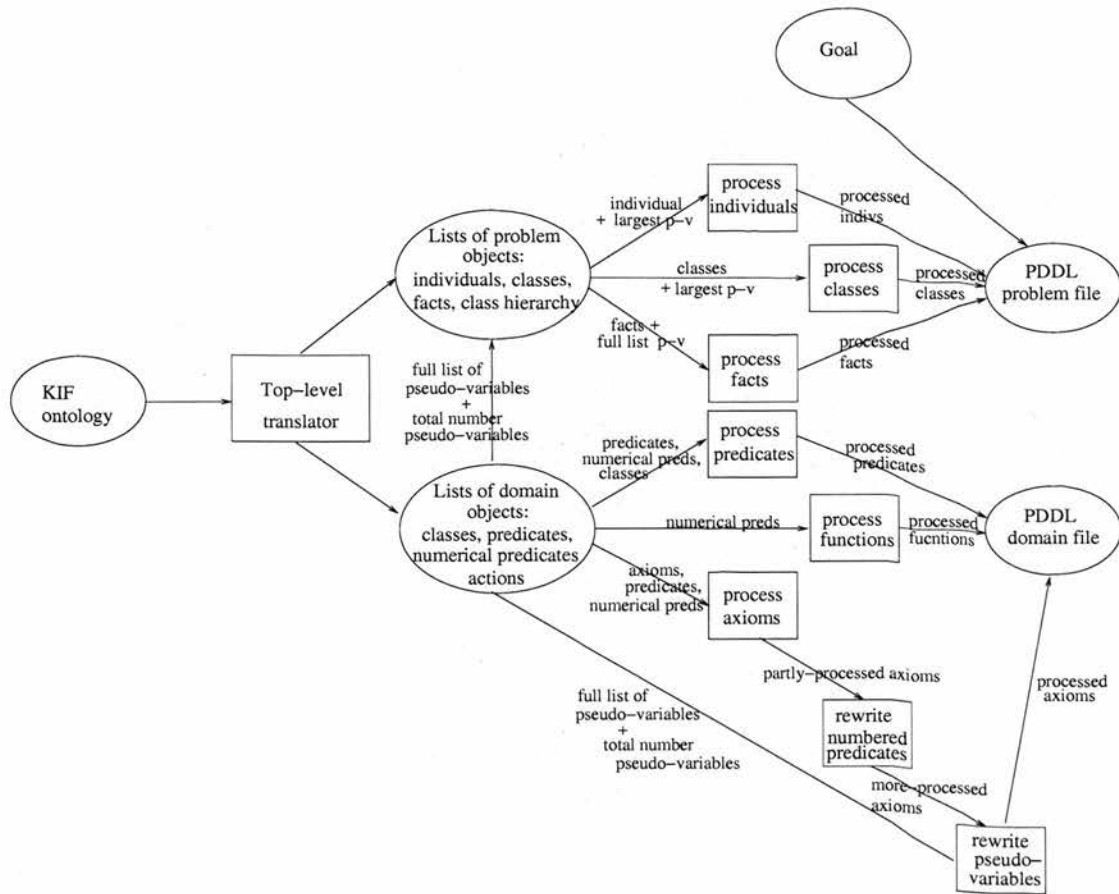 Goal
process
individuals
individual
+ largest p–v
processed
indivs
Lists of problem
objects:
individuals, classes,
facts, class hierarchy
classes
+ largest p–v
process
classes
processed
classes
PDDL
problem file
facts +
full list p–v
process
facts
processed
facts
KIF
ontology
Top–level
translator
full list of
pseudo–variables
+
total number
pseudo–variables
predicates,
numerical preds,
classes
process
predicates
processed
predicates
Lists of domain
objects:
classes, predicates,
numerical predicates
actions
numerical preds
process
functions
processed
fucntions
PDDL
domain file
axioms,
predicates,
numerical preds
process
axioms
partly–processed axioms
full list of
pseudo–variables
+
total number
pseudo–variables
rewrite
numbered
predicates
processed
axioms
more–processed
axioms
rewrite
pseudo–
variables